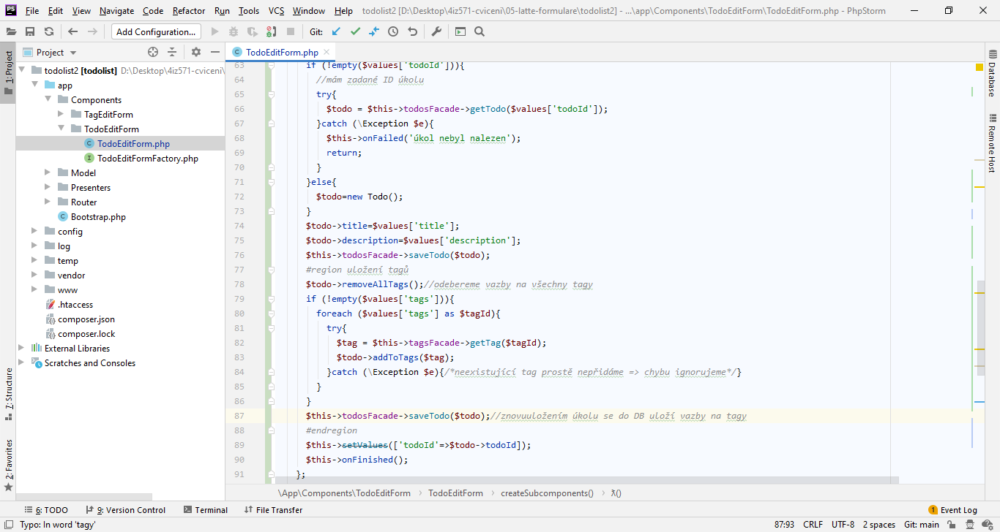 PS File Edit View Navigate Code Refactor Run Tools VCS Window Help todolist2 [D:\Desktop\4iz571-cviceni\05-latte-formulare\todolist2] - ...\app\Components\TodoEditForm\TodoEditForm.php - PhpStorm
Add Configuration... Git:
Project
TodoEditForm.php
1: Project
7: Structure
2: Favorites
todolist2 [todolist] D:\Desktop\4iz571-cviceni\
app
Components
TagEditForm
TodoEditForm
TodoEditForm.php
TodoEditFormFactory.php
Model
Presenters
Router
Bootstrap.php
config
log
temp
vendor
www
.htaccess
composer.json
composer.lock
External Libraries
Scratches and Consoles
63 if (!empty($values['todoId'])){
64 //mám zadané ID úkolu
65 try{
66 $todo = $this->todosFacade->getTodo($values['todoId']);
67 }catch (\Exception $e){
68 $this->onFailed('úkol nebyl nalezen');
69 return;
70 }
71 }else{
72 $todo=new Todo();
73 }
74 $todo->title=$values['title'];
75 $todo->description=$values['description'];
76 $this->todosFacade->saveTodo($todo);
77 #region uložení tagů
78 $todo->removeAllTags();//odebereme vazby na všechny tagy
79 if (!empty($values['tags'])){
80 foreach ($values['tags'] as $tagId){
81 try{
82 $tag = $this->tagsFacade->getTag($tagId);
83 $todo->addToTags($tag);
84 }catch (\Exception $e){/*neexistující tag prostě nepřidáme => chybu ignorujeme*/}
85 }
86 }
87 $this->todosFacade->saveTodo($todo);//znovuuložením úkolu se do DB uloží vazby na tagy
88 #endregion
89 $this->setValues(['todoId'=>$todo->todoId]);
90 $this->onFinished();
91 };
Database
Remote Host
\App\Components\TodoEditForm › TodoEditForm › createSubcomponents() › λ()
6: TODO 9: Version Control Terminal File Transfer 1 Event Log
Typo: In word 'tagy' 87:93 CRLF UTF-8 2 spaces Git: main